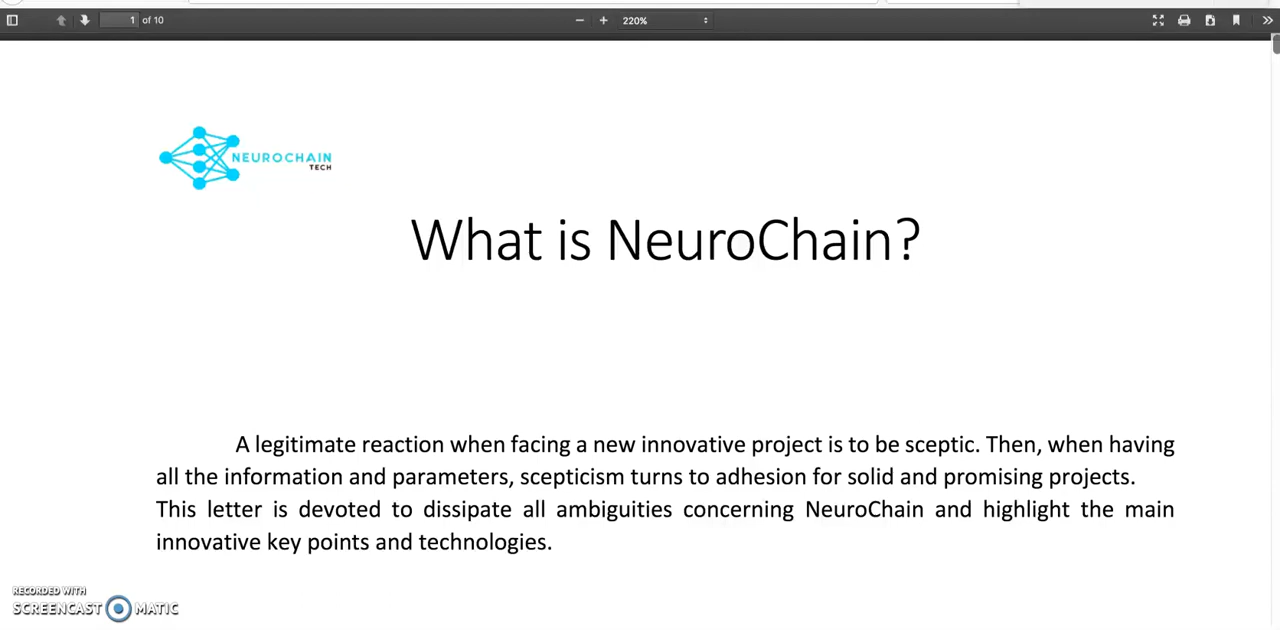 1 of 10
220%
NEUROCHAIN
TECH
What is NeuroChain?
A legitimate reaction when facing a new innovative project is to be sceptic. Then, when having
all the information and parameters, scepticism turns to adhesion for solid and promising projects.
This letter is devoted to dissipate all ambiguities concerning NeuroChain and highlight the main
innovative key points and technologies.
RECORDED WITH
SCREENCAST MATIC